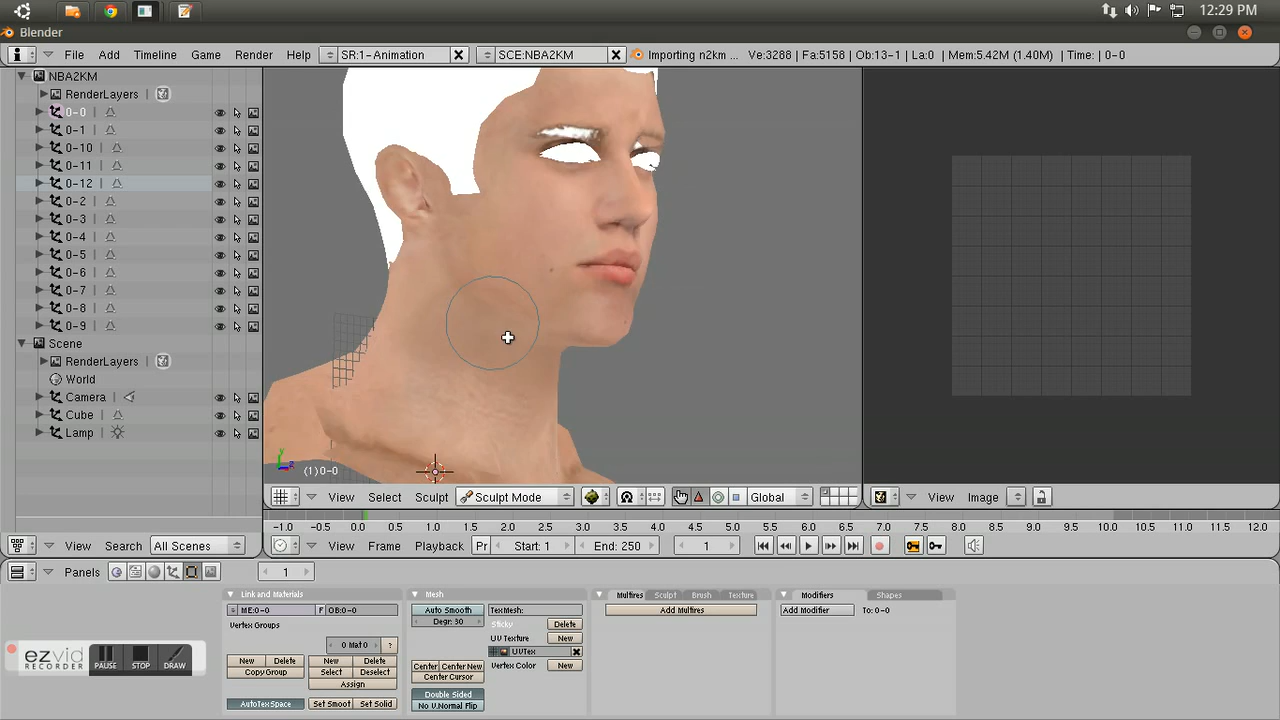 12:29 PM
Blender
File Add Timeline Game Render Help SR:1-Animation SCE:NBA2KM Importing n2km ... Ve:3288 | Fa:5158 | Ob:13-1 | La:0 | Mem:5.42M (1.40M) | Time: | 0-0
NBA2KM
RenderLayers
0-0
0-1
0-10
0-11
0-12
0-2
0-3
0-4
0-5
0-6
0-7
0-8
0-9
Scene
RenderLayers
World
Camera
Cube
Lamp
(1) 0-0
View Select Sculpt Sculpt Mode Global
View Image
-1.0 -0.5 0.0 0.5 1.0 1.5 2.0 2.5 3.0 3.5 4.0 4.5 5.0 5.5 6.0 6.5 7.0 7.5 8.0 8.5 9.0 9.5 10.0 10.5 11.0 11.5 12.0
View Search All Scenes
View Frame Playback Pr Start: 1 End: 250 1
Panels 1
Link and Materials
ME:0-0 F OB:0-0
Vertex Groups
0 Mat 0 ?
New Delete New Delete
Copy Group Select Deselect
Assign
AutoTexSpace Set Smoot Set Solid
Mesh
Auto Smooth TexMesh:
Degr: 30 Sticky Delete
UV Texture New
UVTex
Center Center New Vertex Color New
Center Cursor
Double Sided
No V.Normal Flip
Multires Sculpt Brush Texture
Add Multires
Modifiers Shapes
Add Modifier To: 0-0
ezvid
RECORDER
PAUSE STOP DRAW